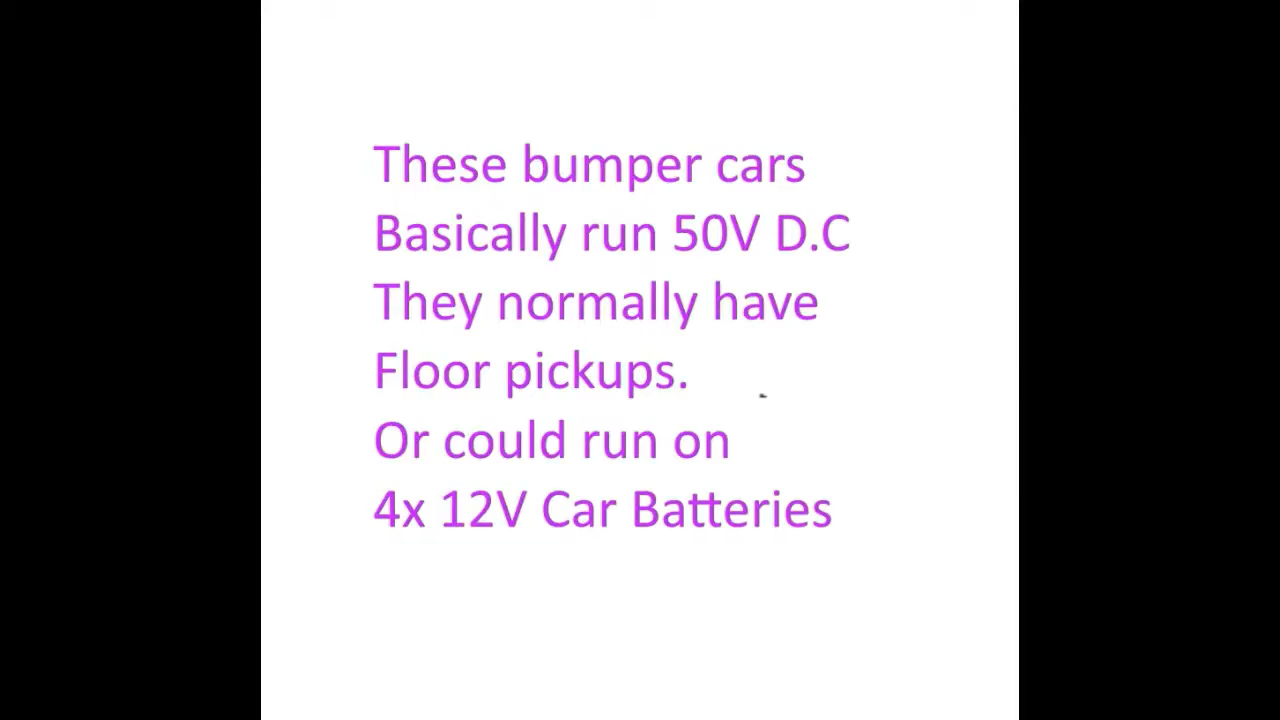 These bumper cars
Basically run 50V D.C
They normally have
Floor pickups.
Or could run on
4x 12V Car Batteries